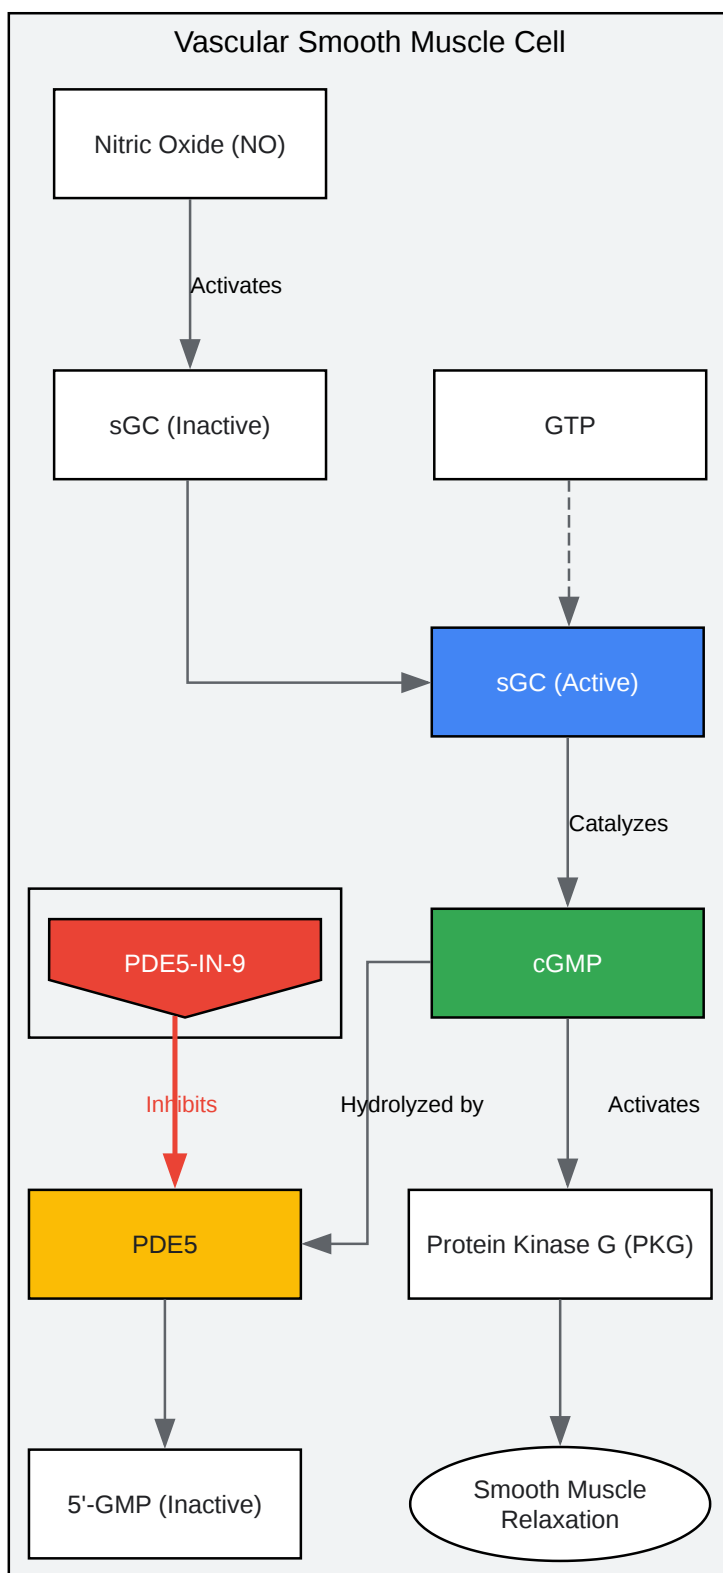 Vascular Smooth Muscle Cell
Nitric Oxide (NO)
Activates
sGC (Inactive)
GTP
sGC (Active)
Catalyzes
PDE5-IN-9
cGMP
Inhibits
Hydrolyzed by
Activates
PDE5
Protein Kinase G (PKG)
5'-GMP (Inactive)
Smooth Muscle
Relaxation